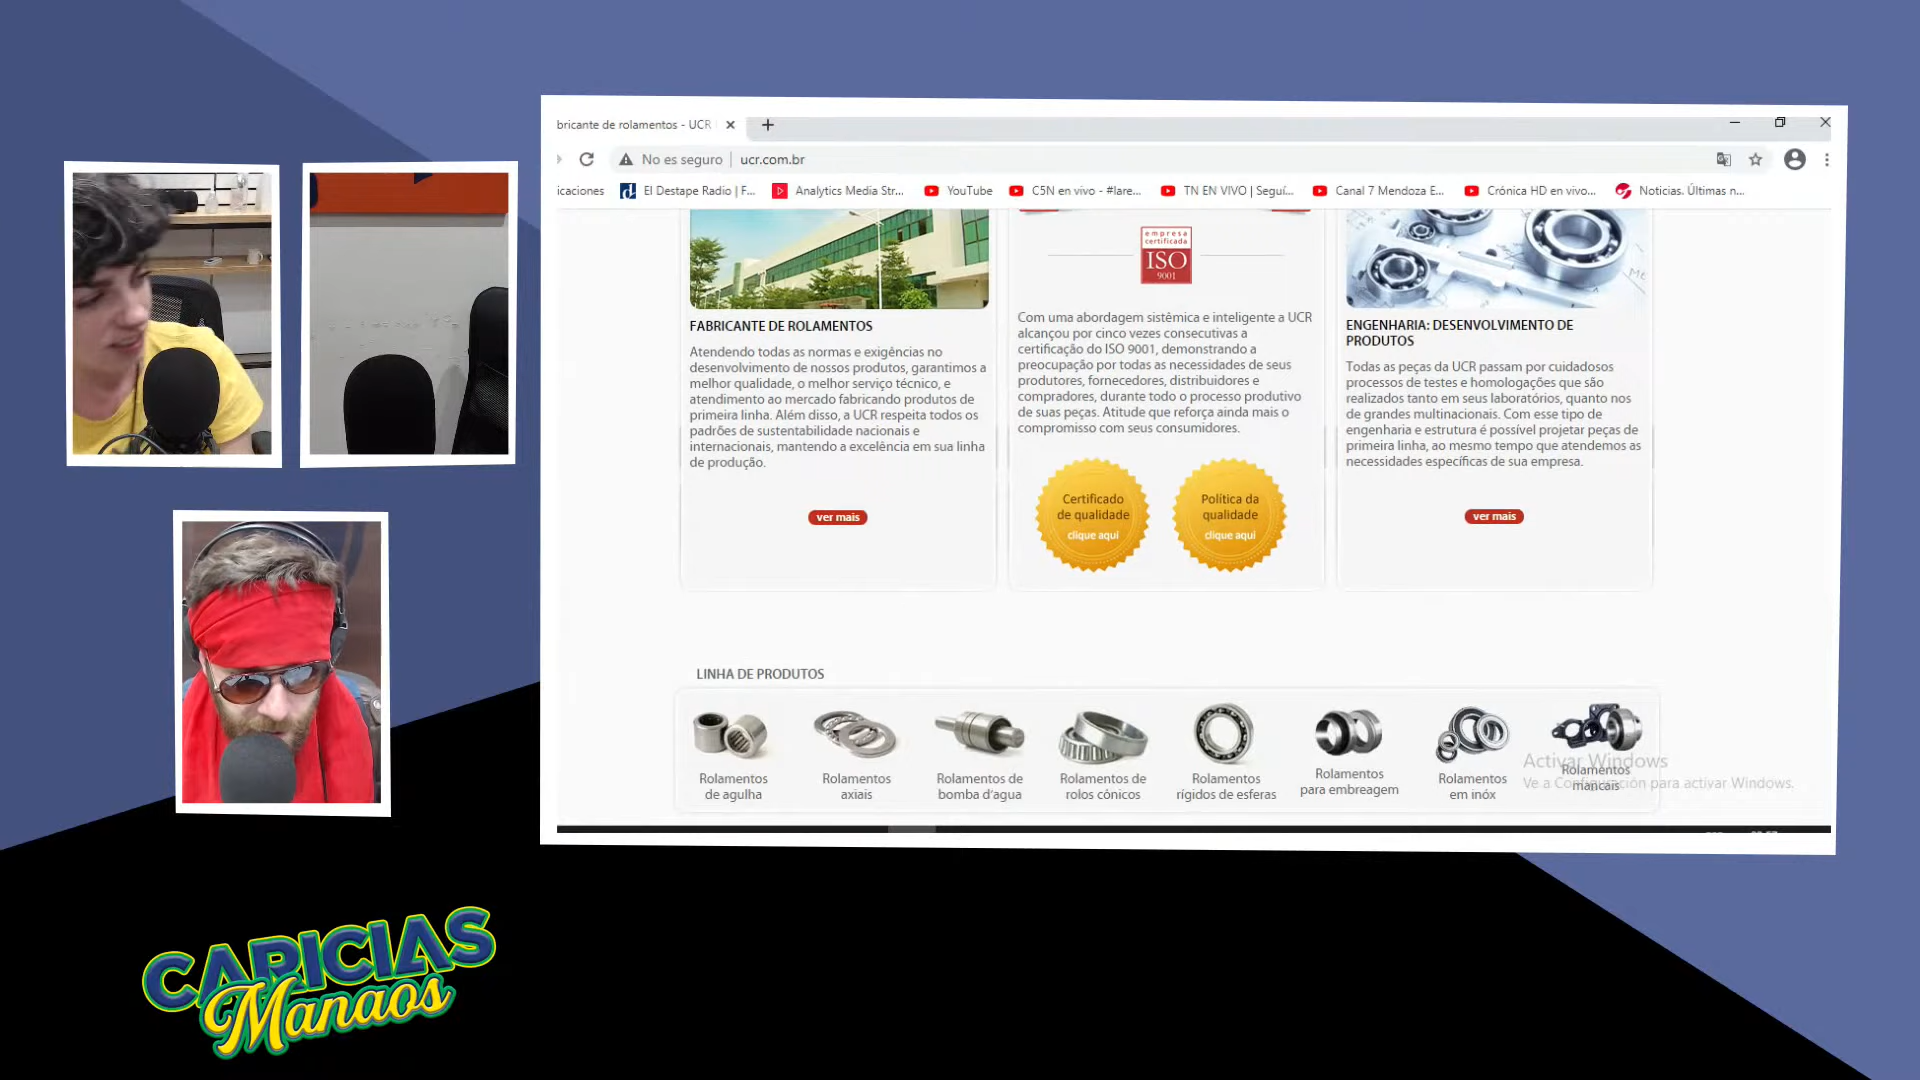 bricante de rolamentos - UCR
No es seguro
ucr.com.br
icaciones
El Destape Radio | F...
Analytics Media Str...
YouTube
C5N en vivo - #lare...
TN EN VIVO | Seguí...
Canal 7 Mendoza E...
Crónica HD en vivo...
Noticias. Últimas n...
FABRICANTE DE ROLAMENTOS
Atendendo todas as normas e exigências no
desenvolvimento de nossos produtos, garantimos a
melhor qualidade, o melhor serviço técnico, e
atendimento ao mercado fabricando produtos de
primeira linha. Além disso, a UCR respeita todos os
padrões de sustentabilidade nacionais e
internacionais, mantendo a excelência em sua linha
de produção.
ver mais
empresa
certificada
ISO
9001
Com uma abordagem sistêmica e inteligente a UCR
alcançou por cinco vezes consecutivas a
certificação do ISO 9001, demonstrando a
preocupação por todas as necessidades de seus
produtores, fornecedores, distribuidores e
compradores, durante todo o processo produtivo
de suas peças. Atitude que reforça ainda mais o
compromisso com seus consumidores.
Certificado
de qualidade
clique aqui
Política da
qualidade
clique aqui
ENGENHARIA: DESENVOLVIMENTO DE
PRODUTOS
Todas as peças da UCR passam por cuidadosos
processos de testes e homologações que são
realizados tanto em seus laboratórios, quanto nos
de grandes multinacionais. Com esse tipo de
engenharia e estrutura é possível projetar peças de
primeira linha, ao mesmo tempo que atendemos as
necessidades específicas de sua empresa.
ver mais
LINHA DE PRODUTOS
Rolamentos
de agulha
Rolamentos
axiais
Rolamentos de
bomba d'agua
Rolamentos de
rolos cónicos
Rolamentos
rígidos de esferas
Rolamentos
para embreagem
Rolamentos
em inóx
Rolamentos
mancais
Activar Windows
Ve a Configuración para activar Windows.
CARICIAS
Manaos